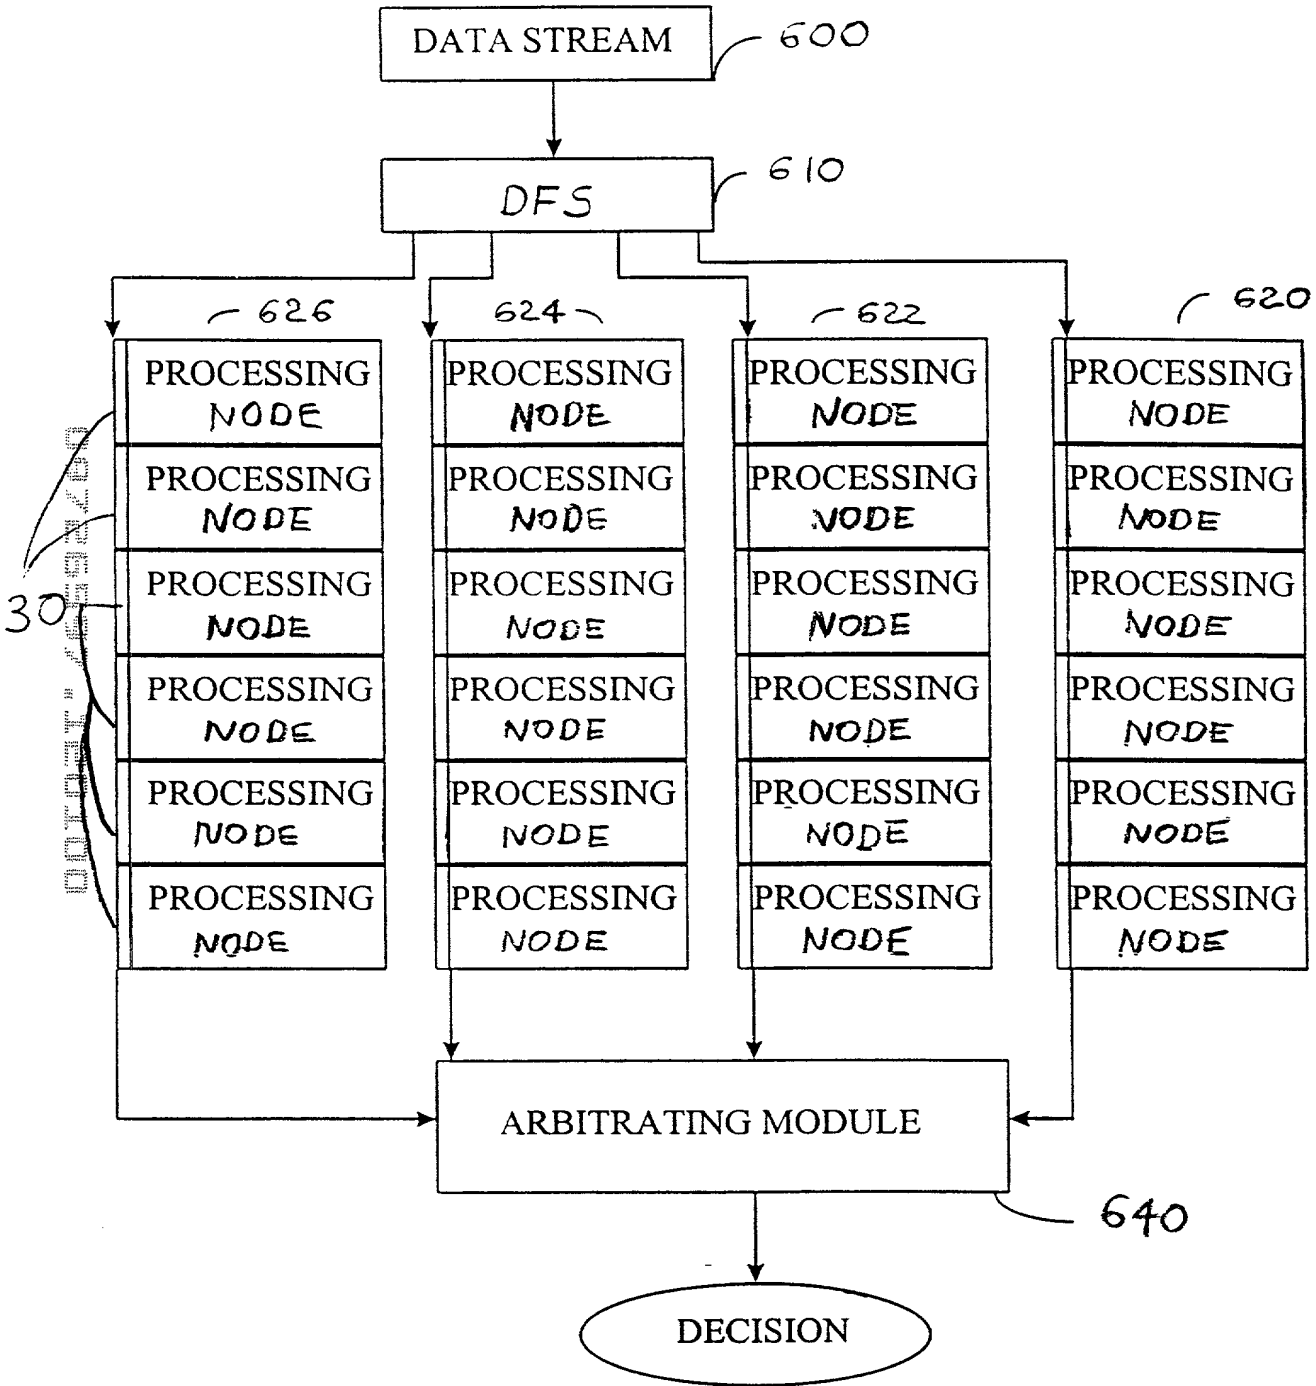 DATA STREAM
600
DFS
610
626
624
622
620
PROCESSING NODE
PROCESSING NODE
PROCESSING NODE
PROCESSING NODE
PROCESSING NODE
PROCESSING NODE
PROCESSING NODE
PROCESSING NODE
PROCESSING NODE
PROCESSING NODE
PROCESSING NODE
PROCESSING NODE
30
PROCESSING NODE
PROCESSING NODE
PROCESSING NODE
PROCESSING NODE
PROCESSING NODE
PROCESSING NODE
PROCESSING NODE
PROCESSING NODE
PROCESSING NODE
PROCESSING NODE
PROCESSING NODE
PROCESSING NODE
ARBITRATING MODULE
640
DECISION